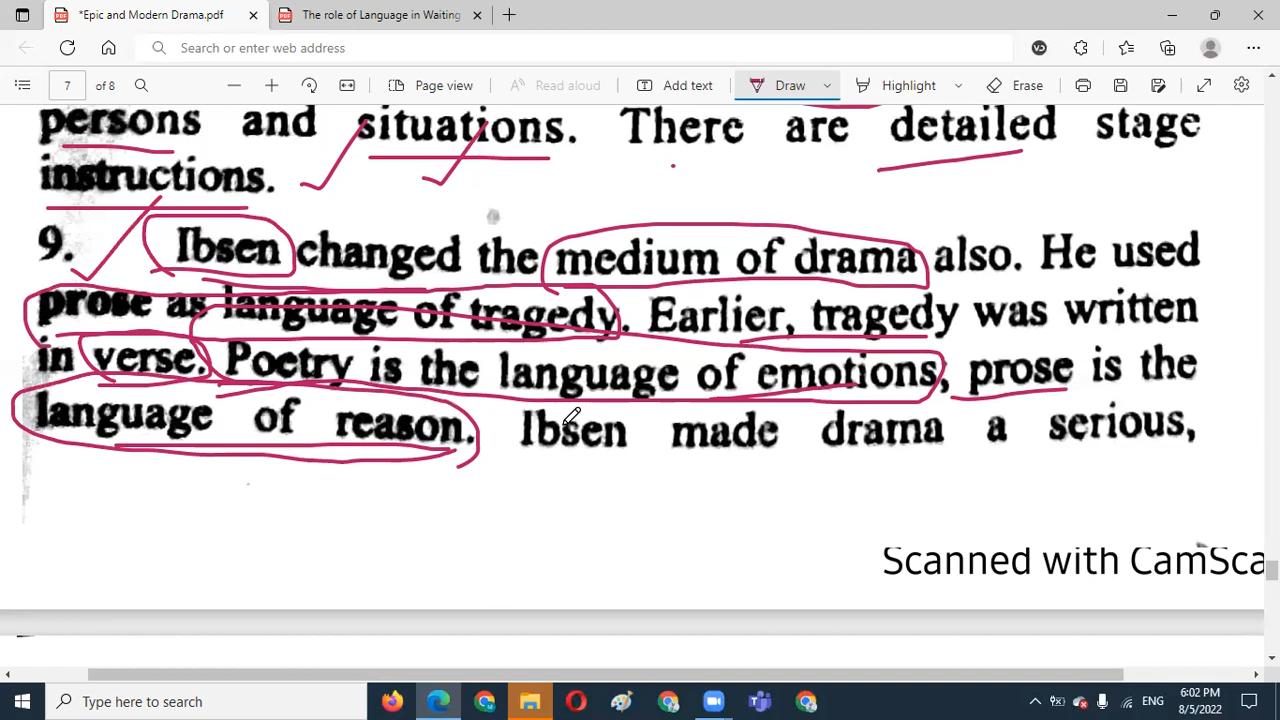 *Epic and Modern Drama.pdf
The role of Language in Waiting
Search or enter web address
7 of 8
Page view
Read aloud
Add text
Draw
Highlight
Erase
persons and situations. There are detailed stage
instructions.
9. Ibsen changed the medium of drama also. He used
prose as language of tragedy. Earlier, tragedy was written
in verse. Poetry is the language of emotions, prose is the
language of reason. Ibsen made drama a serious,
Scanned with CamSca
Type here to search
ENG
6:02 PM
8/5/2022